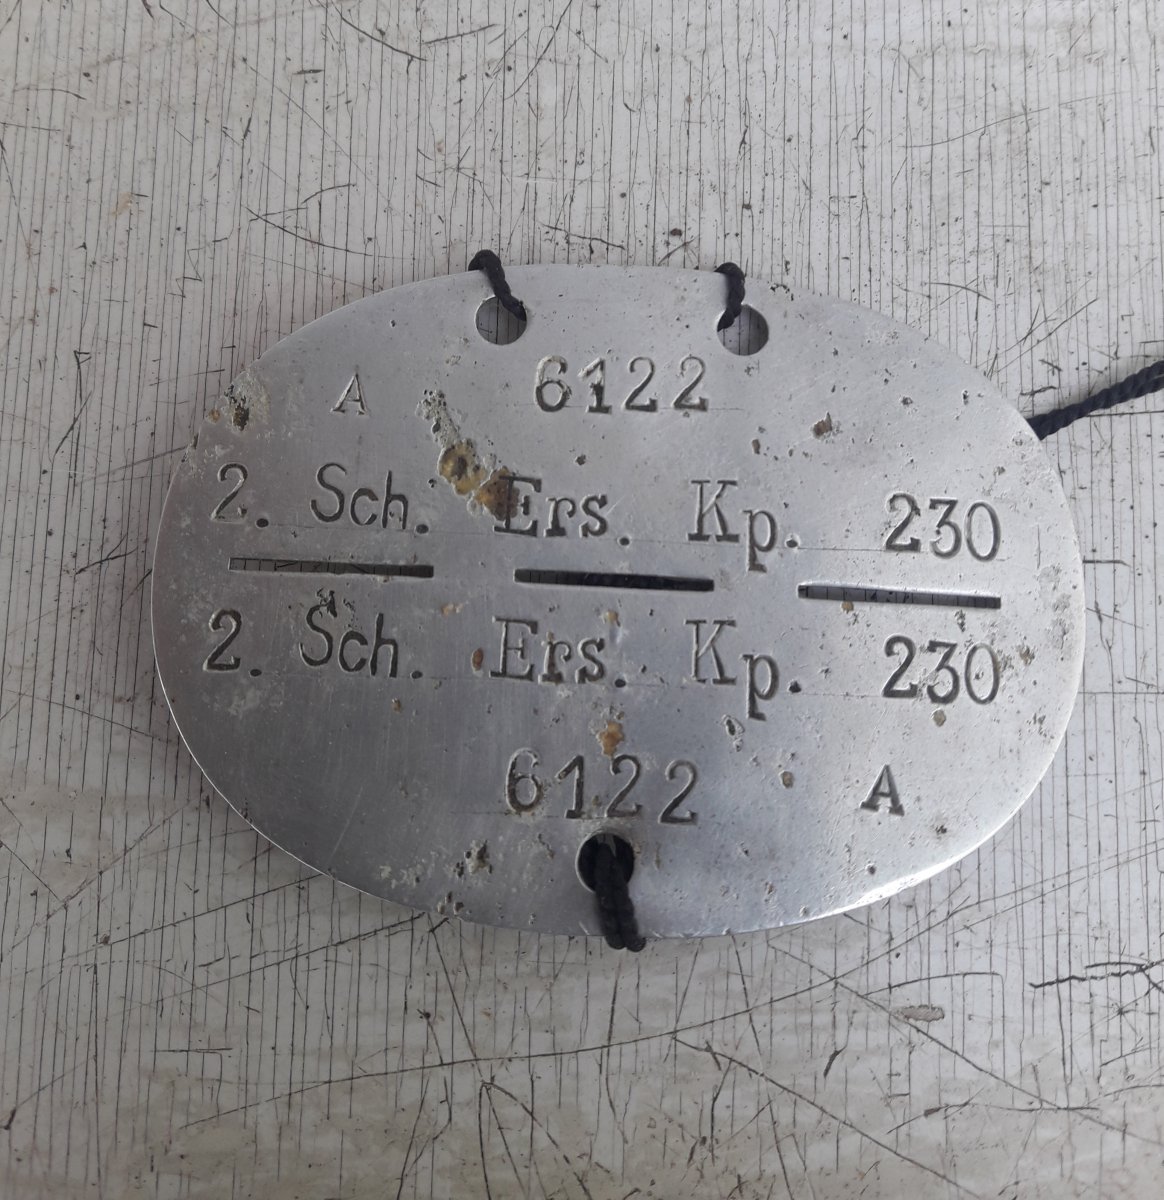 A 6122
2. Sch. Ers. Kp. 230
2. Sch. Ers. Kp. 230
6122 A